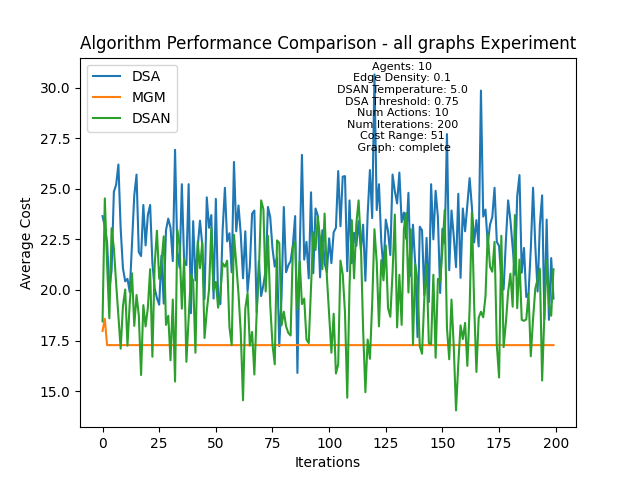 Algorithm Performance Comparison - all graphs Experiment
DSA
MGM
DSAN
Agents: 10
Edge Density: 0.1
DSAN Temperature: 5.0
DSA Threshold: 0.75
Num Actions: 10
Num Iterations: 200
Cost Range: 51
Graph: complete
Average Cost
30.0
27.5
25.0
22.5
20.0
17.5
15.0
0 25 50 75 100 125 150 175 200
Iterations